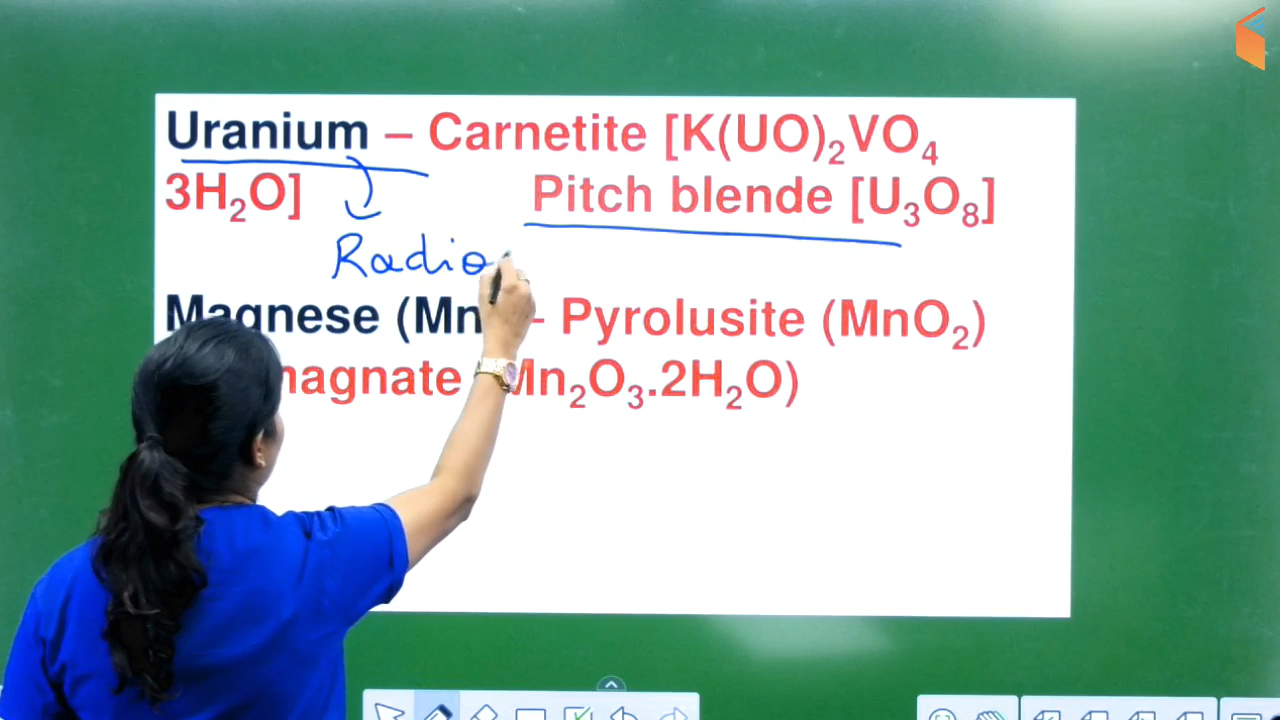 Uranium – Carnetite [K(UO)₂VO₄
3H₂O] Pitch blende [U₃O₈]
Radio
Magnese (Mn – Pyrolusite (MnO₂)
magnate Mn₂O₃.2H₂O)